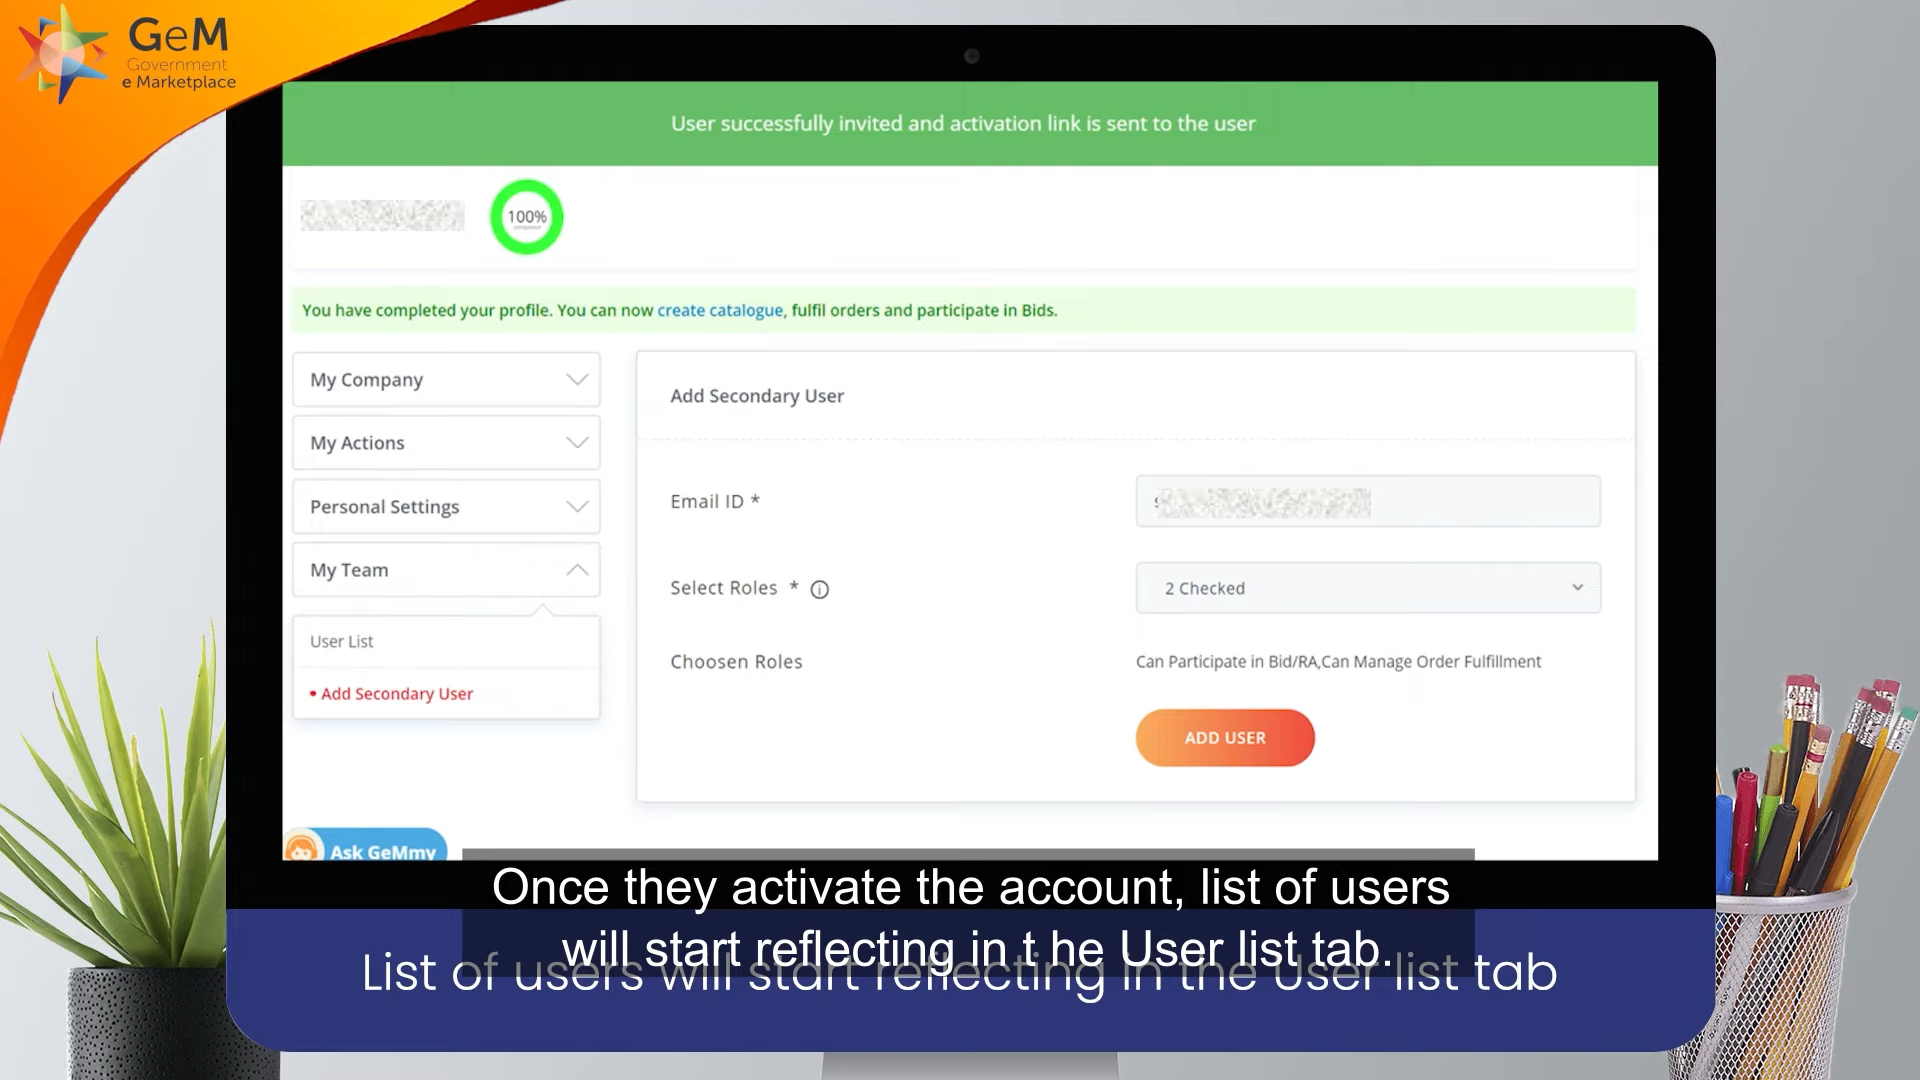 GeM
Government
e Marketplace
User successfully invited and activation link is sent to the user
100%
You have completed your profile. You can now create catalogue, fulfil orders and participate in Bids.
My Company
My Actions
Personal Settings
My Team
User List
• Add Secondary User
Add Secondary User
Email ID *
Select Roles *
2 Checked
Choosen Roles
Can Participate in Bid/RA,Can Manage Order Fulfillment
ADD USER
Ask GeMmy
Once they activate the account, list of users
will start reflecting in t he User list tab.
List of users will start reflecting in the User list tab